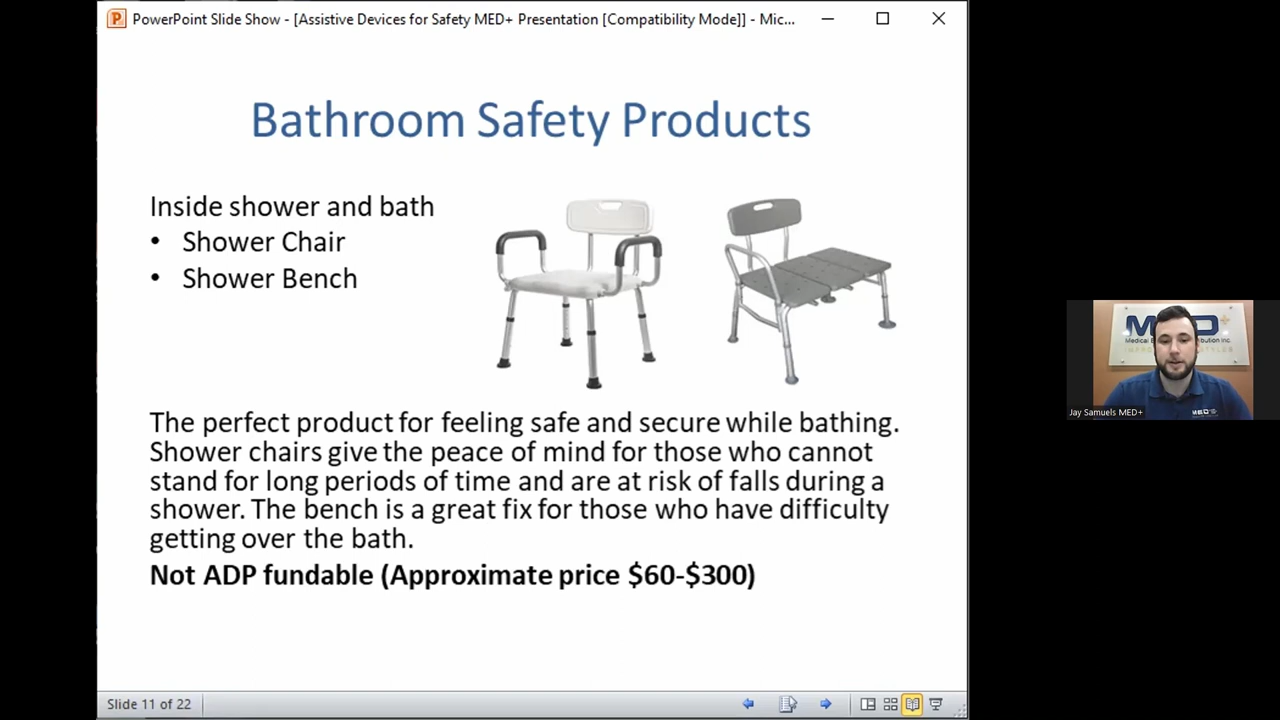 PowerPoint Slide Show - [Assistive Devices for Safety MED+ Presentation [Compatibility Mode]] - Mic...
Bathroom Safety Products
Inside shower and bath
• Shower Chair
• Shower Bench
The perfect product for feeling safe and secure while bathing.
Shower chairs give the peace of mind for those who cannot
stand for long periods of time and are at risk of falls during a
shower. The bench is a great fix for those who have difficulty
getting over the bath.
Not ADP fundable (Approximate price $60-$300)
Slide 11 of 22
Jay Samuels MED+